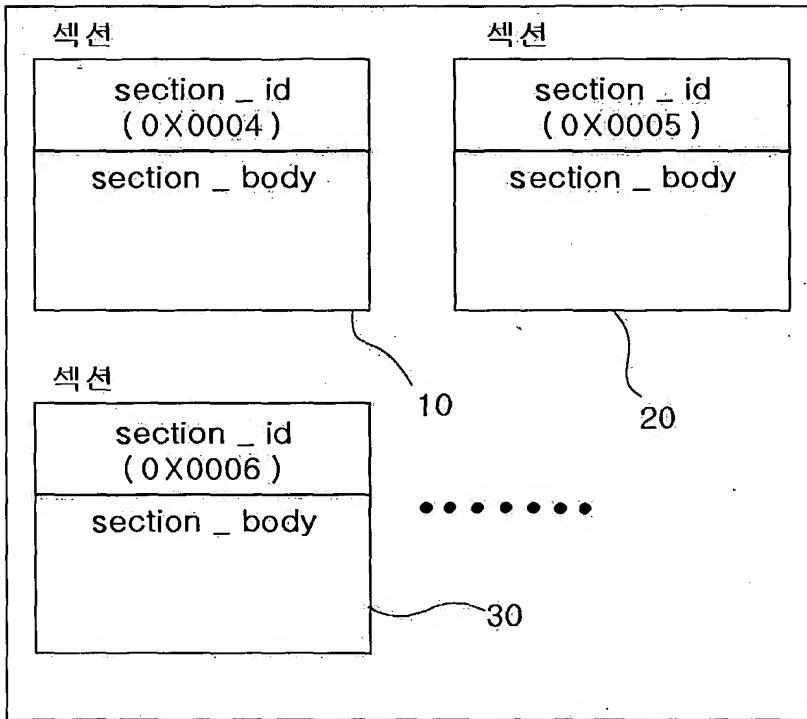 섹션
section _ id
(0X0004)
section _ body
10
섹션
section _ id
(0X0005)
section _ body
20
섹션
section _ id
(0X0006)
section _ body
30